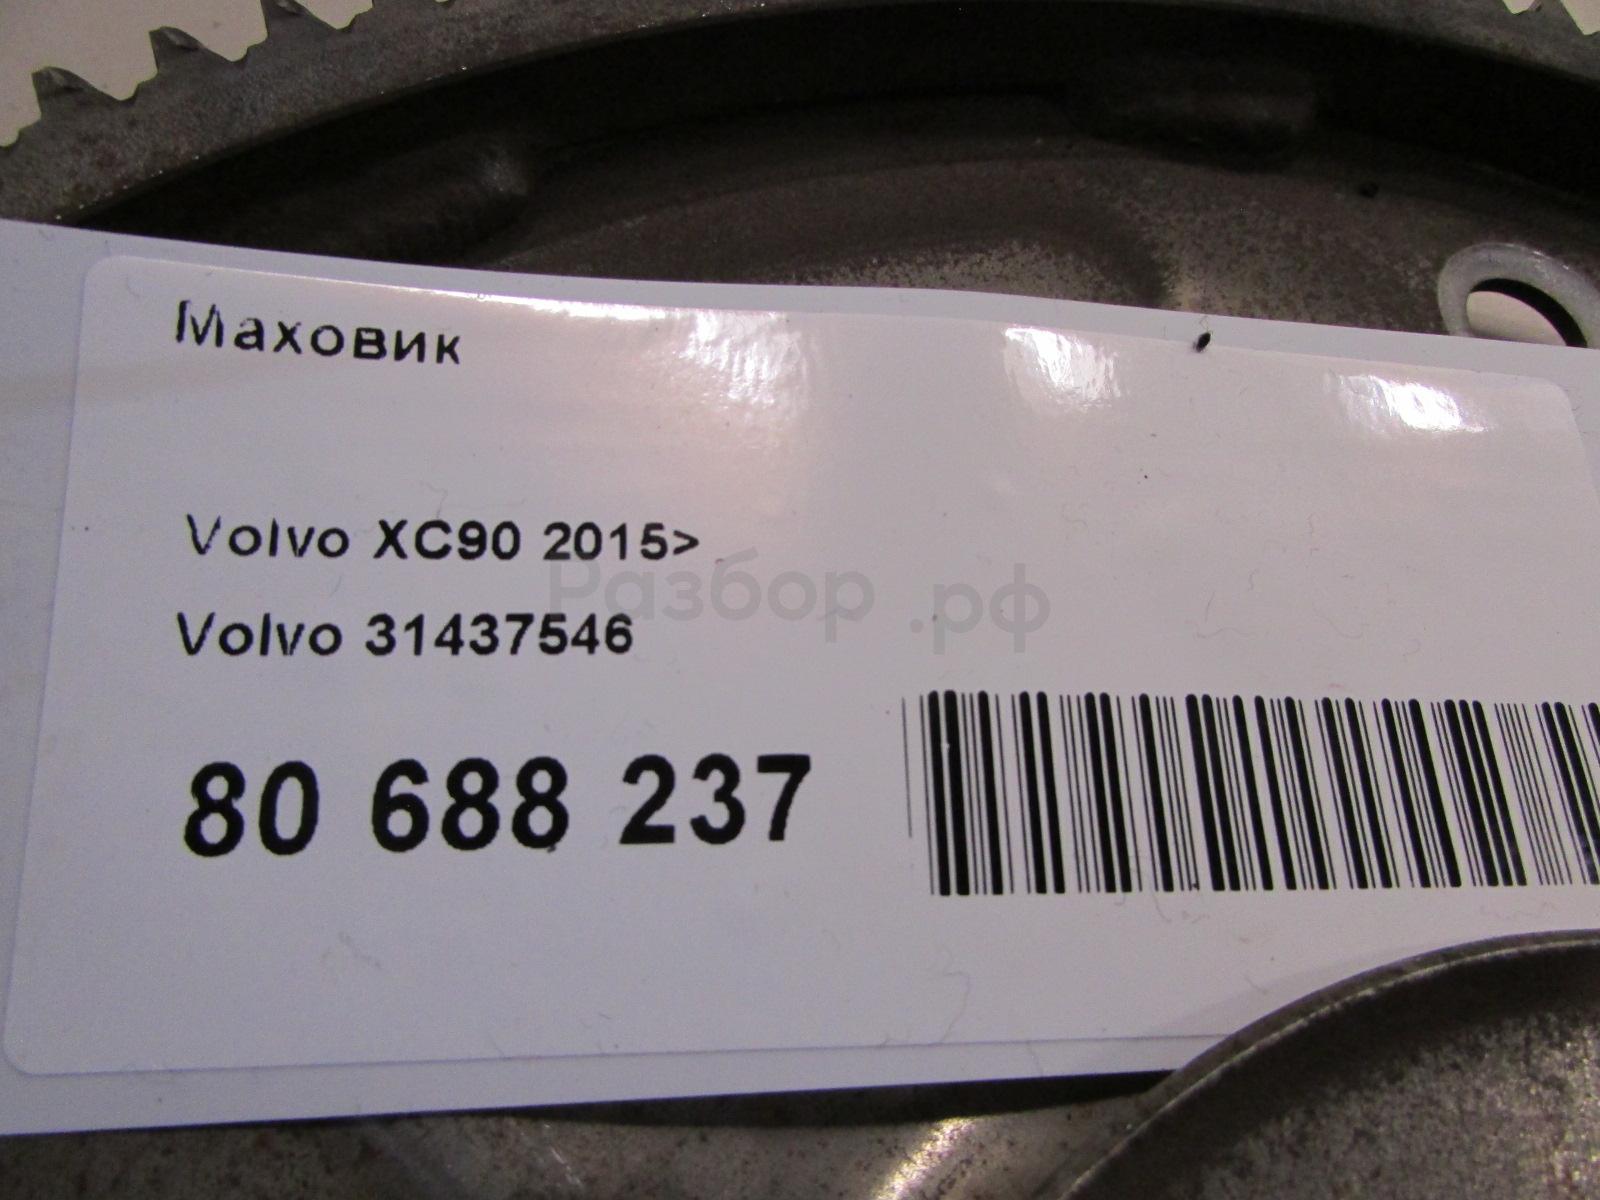 Маховик
Volvo XC90 2015>
Разбор.рф
Volvo 31437546
80 688 237